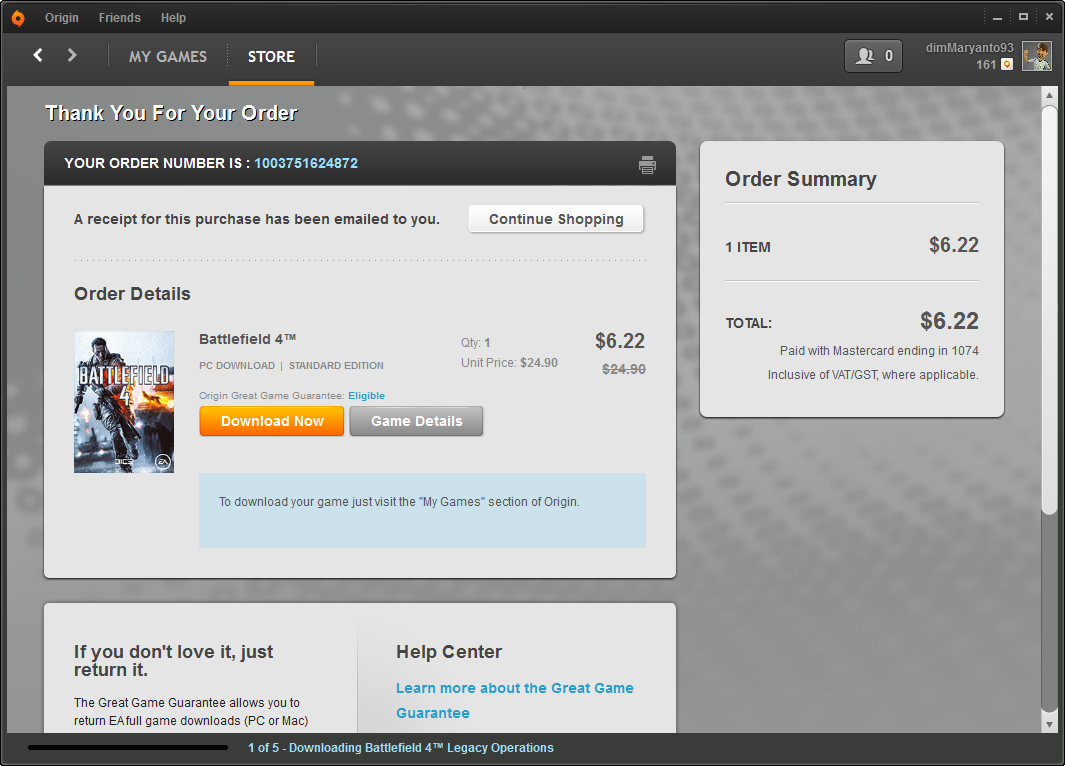 Origin Friends Help
MY GAMES STORE
0
dimMaryanto93
161
Thank You For Your Order
YOUR ORDER NUMBER IS : 1003751624872
A receipt for this purchase has been emailed to you.
Continue Shopping
Order Details
BATTLEFIELD
4
DICE EA
Battlefield 4™
PC DOWNLOAD | STANDARD EDITION
Qty: 1
Unit Price: $24.90
$6.22
$24.90
Origin Great Game Guarantee: Eligible
Download Now
Game Details
To download your game just visit the "My Games" section of Origin.
Order Summary
1 ITEM $6.22
TOTAL: $6.22
Paid with Mastercard ending in 1074
Inclusive of VAT/GST, where applicable.
If you don't love it, just
return it.
The Great Game Guarantee allows you to
return EA full game downloads (PC or Mac)
Help Center
Learn more about the Great Game
Guarantee
1 of 5 - Downloading Battlefield 4™ Legacy Operations